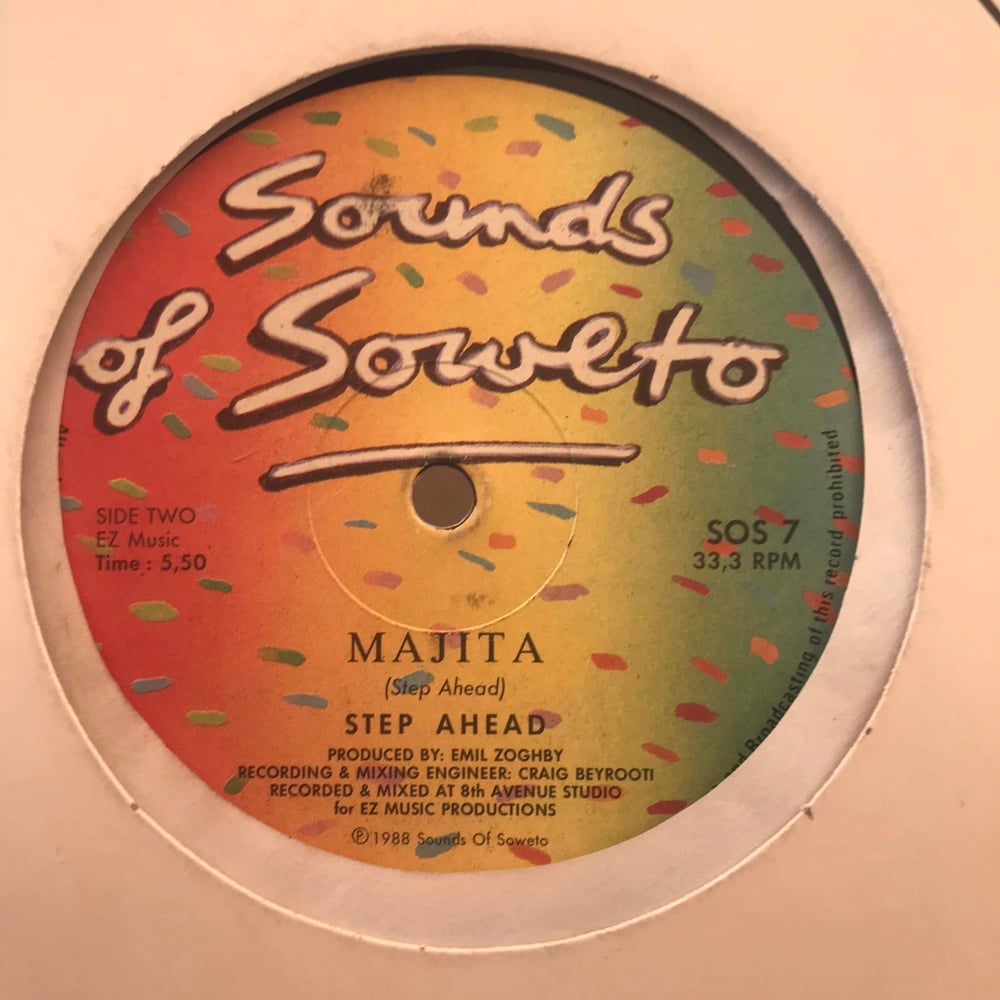 Sounds
of Soweto
SIDE TWO
EZ Music
Time : 5,50
SOS 7
33,3 RPM
MAJITA
(Step Ahead)
STEP AHEAD
PRODUCED BY: EMIL ZOGHBY
RECORDING & MIXING ENGINEER: CRAIG BEYROOTI
RECORDED & MIXED AT 8th AVENUE STUDIO
for EZ MUSIC PRODUCTIONS
℗ 1988 Sounds Of Soweto
Broadcasting of this record prohibited